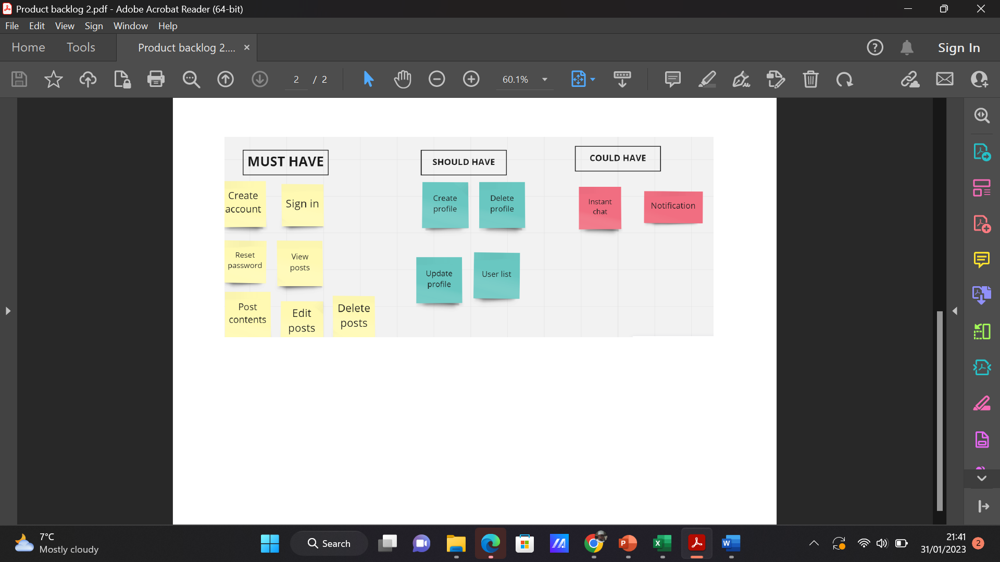 Product backlog 2.pdf - Adobe Acrobat Reader (64-bit)
File Edit View Sign Window Help
Home Tools Product backlog 2.... × Sign In
2 / 2 60.1%
MUST HAVE
SHOULD HAVE
COULD HAVE
Create
account
Sign in
Reset
password
View
posts
Post
contents
Edit
posts
Delete
posts
Create
profile
Delete
profile
Update
profile
User list
Instant
chat
Notification
7°C
Mostly cloudy
Search
21:41
31/01/2023
2